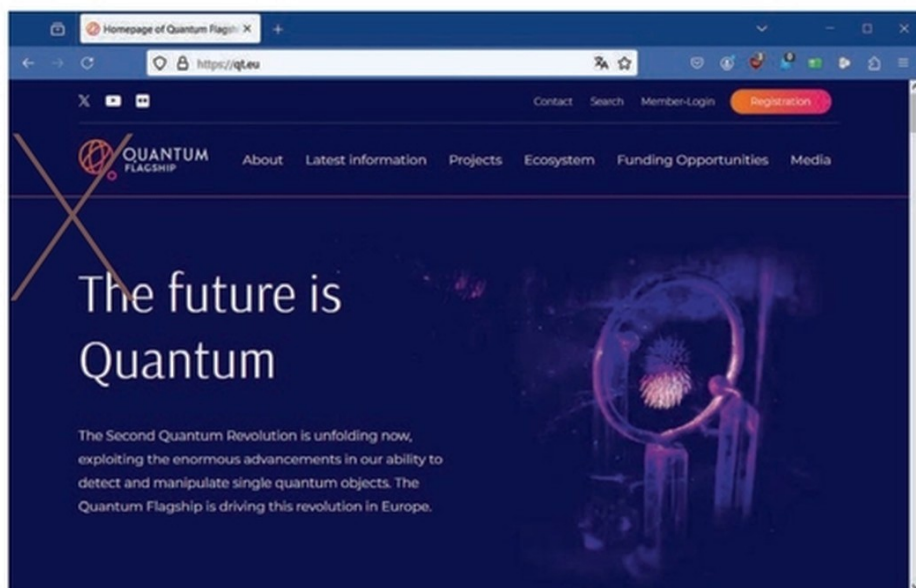 Homepage of Quantum Flagsh
https://qt.eu
Contact Search Member-Login Registration
QUANTUM
FLAGSHIP
About Latest information Projects Ecosystem Funding Opportunities Media
The future is
Quantum
The Second Quantum Revolution is unfolding now,
exploiting the enormous advancements in our ability to
detect and manipulate single quantum objects. The
Quantum Flagship is driving this revolution in Europe.